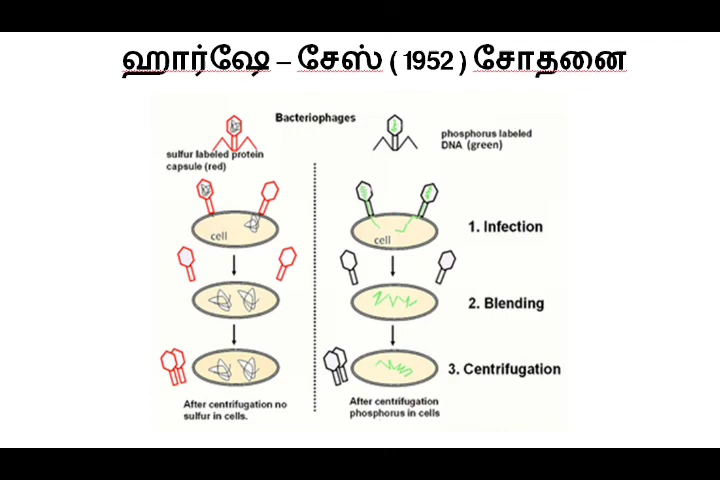 ஹார்ஷே – சேஸ் ( 1952 ) சோதனை
Bacteriophages
sulfur labeled protein
capsule (red)
phosphorus labeled
DNA (green)
cell
cell
1. Infection
2. Blending
3. Centrifugation
After centrifugation no
sulfur in cells.
After centrifugation
phosphorus in cells